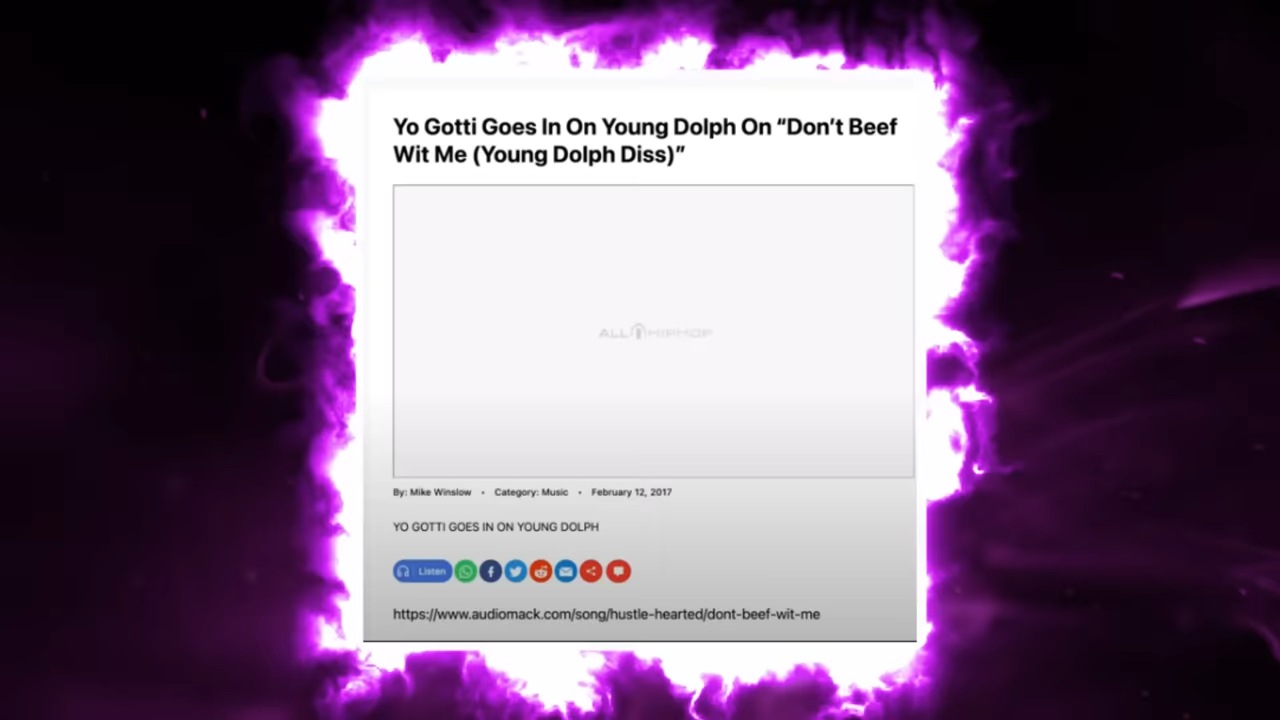 Yo Gotti Goes In On Young Dolph On “Don’t Beef
Wit Me (Young Dolph Diss)”
ALL HIPHOP
By: Mike Winslow • Category: Music • February 12, 2017
YO GOTTI GOES IN ON YOUNG DOLPH
Listen
https://www.audiomack.com/song/hustle-hearted/dont-beef-wit-me